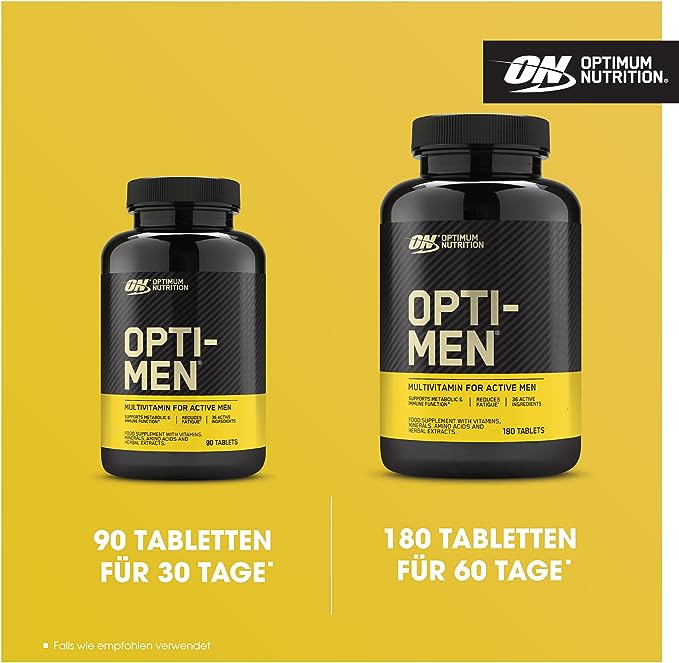 ON OPTIMUM
NUTRITION®
ON® OPTIMUM
NUTRITION
OPTI-
MEN®
MULTIVITAMIN FOR ACTIVE MEN
SUPPORTS METABOLIC &
IMMUNE FUNCTION*
REDUCES
FATIGUE*
36 ACTIVE
INGREDIENTS
FOOD SUPPLEMENT WITH VITAMINS,
MINERALS, AMINO ACIDS AND
HERBAL EXTRACTS.
90 TABLETS
ON® OPTIMUM
NUTRITION
OPTI-
MEN®
MULTIVITAMIN FOR ACTIVE MEN
SUPPORTS METABOLIC &
IMMUNE FUNCTION*
REDUCES
FATIGUE*
36 ACTIVE
INGREDIENTS
FOOD SUPPLEMENT WITH VITAMINS,
MINERALS, AMINO ACIDS AND
HERBAL EXTRACTS.
180 TABLETS
90 TABLETTEN
FÜR 30 TAGE*
180 TABLETTEN
FÜR 60 TAGE*
Falls wie empfohlen verwendet